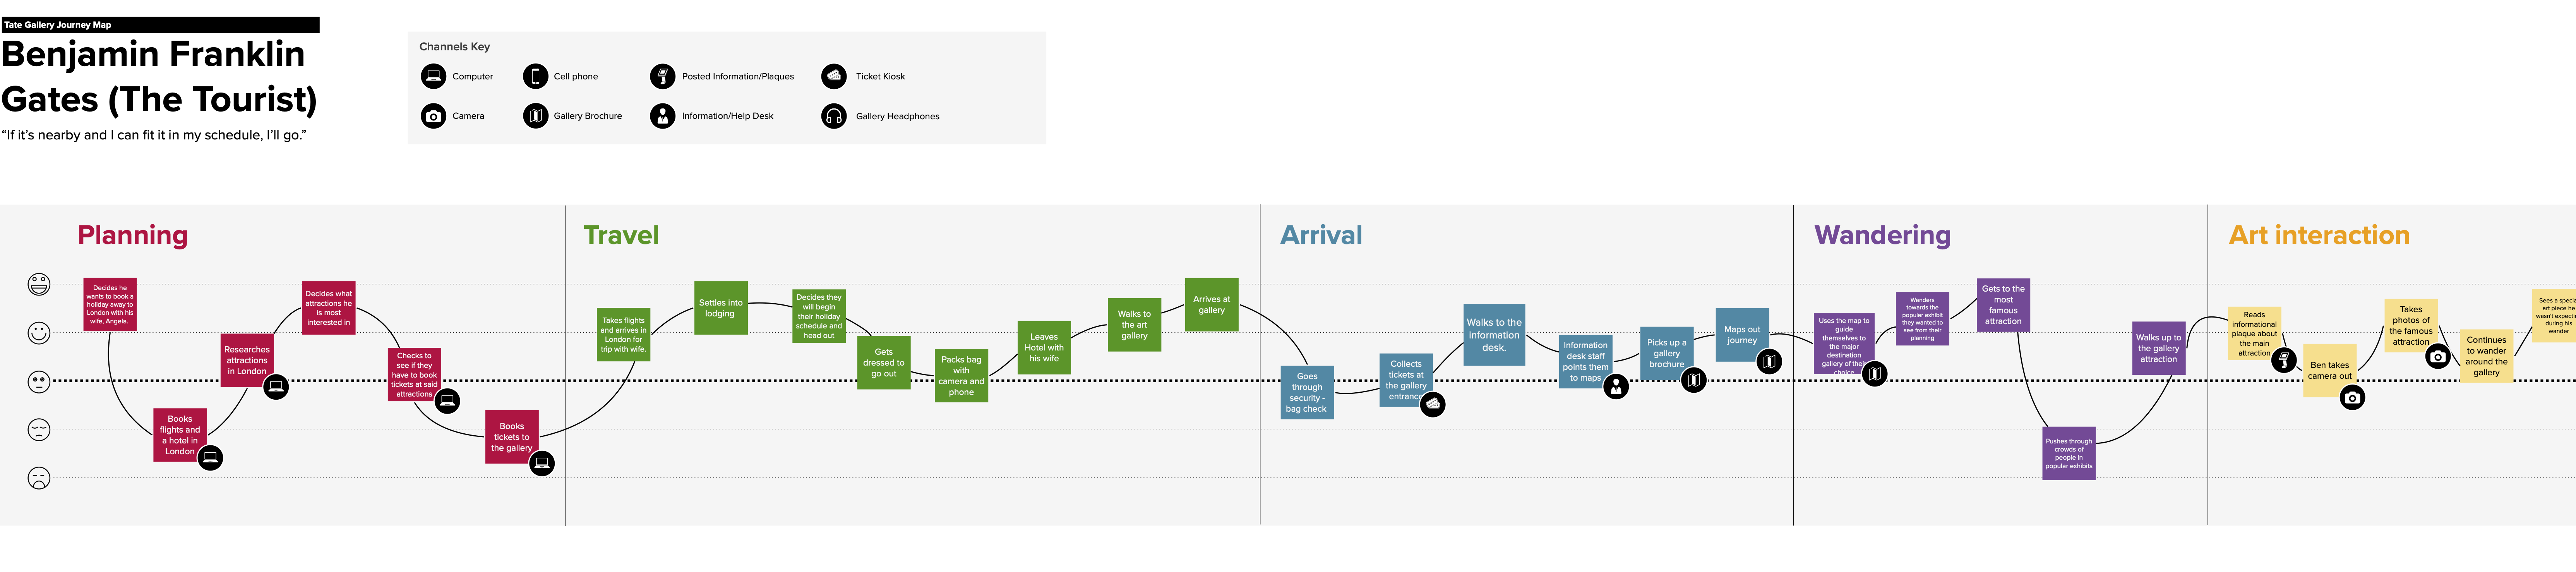 Tate Gallery Journey Map
Benjamin Franklin
Gates (The Tourist)
“If it’s nearby and I can fit it in my schedule, I’ll go.”
Channels Key
Computer
Cell phone
Posted Information/Plaques
Ticket Kiosk
Camera
Gallery Brochure
Information/Help Desk
Gallery Headphones
Planning
Decides he
wants to book a
holiday away to
London with his
wife, Angela.
Books
flights and
a hotel in
London
Researches
attractions
in London
Decides what
attractions he
is most
interested in
Checks to
see if they
have to book
tickets at said
attractions
Books
tickets to
the gallery
Travel
Takes flights
and arrives in
London for
trip with wife.
Settles into
lodging
Decides they
will begin
their holiday
schedule and
head out
Gets
dressed to
go out
Packs bag
with
camera and
phone
Leaves
Hotel with
his wife
Walks to
the art
gallery
Arrives at
gallery
Arrival
Goes
through
security -
bag check
Collects
tickets at
the gallery
entrance
Walks to the
information
desk.
Information
desk staff
points them
to maps
Picks up a
gallery
brochure
Maps out
journey
Wandering
Uses the map to
guide
themselves to
the major
destination
gallery of their
choice
Wanders
towards the
popular exhibit
they wanted to
see from their
planning
Gets to the
most
famous
attraction
Pushes through
crowds of
people in
popular exhibits
Walks up to
the gallery
attraction
Art interaction
Reads
informational
plaque about
the main
attraction
Ben takes
camera out
Takes
photos of
the famous
attraction
Continues
to wander
around the
gallery
Sees a specia
art piece he
wasn't expectin
during his
wander